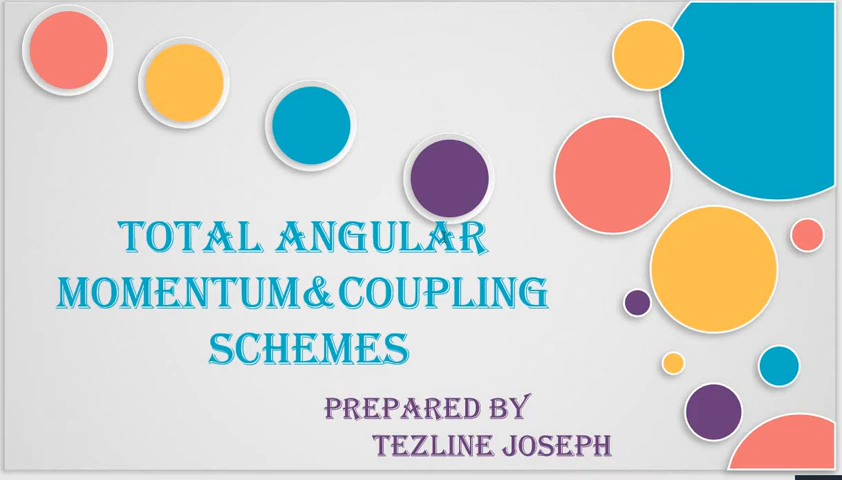 TOTAL ANGULAR
MOMENTUM&COUPLING
SCHEMES
PREPARED BY
TEZLINE JOSEPH